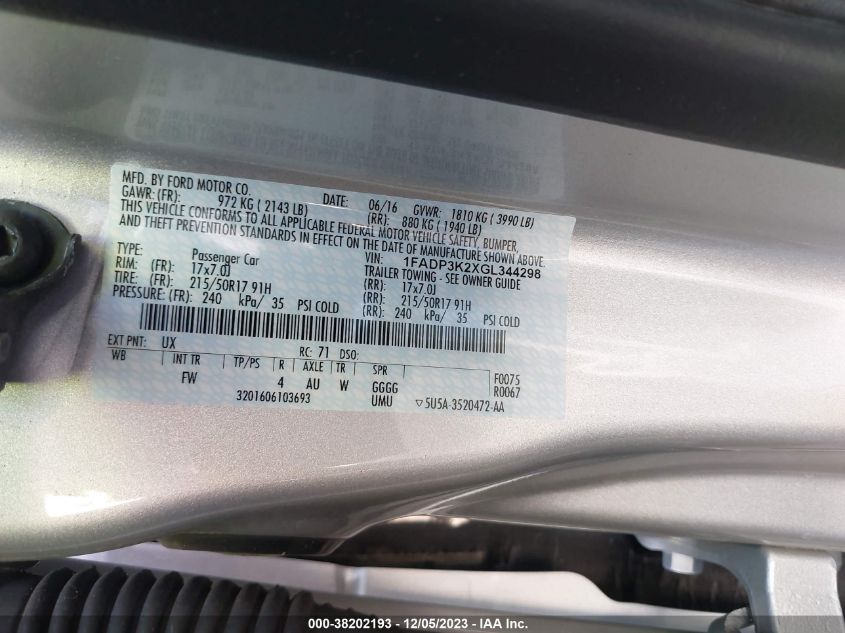 MFD. BY FORD MOTOR CO.
DATE: 06/16 GVWR: 1810 KG ( 3990 LB)
GAWR: (FR): 972 KG ( 2143 LB) (RR): 880 KG ( 1940 LB)
THIS VEHICLE CONFORMS TO ALL APPLICABLE FEDERAL MOTOR VEHICLE SAFETY, BUMPER,
AND THEFT PREVENTION STANDARDS IN EFFECT ON THE DATE OF MANUFACTURE SHOWN ABOVE.
VIN: 1FADP3K2XGL344298
TYPE: Passenger Car TRAILER TOWING - SEE OWNER GUIDE
RIM: (FR): 17x7.0J (RR): 17x7.0J
TIRE: (FR): 215/50R17 91H (RR): 215/50R17 91H
PRESSURE: (FR): 240 kPa/ 35 PSI COLD (RR): 240 kPa/ 35 PSI COLD
EXT PNT: UX RC: 71 DSO:
WB INT TR TP/PS R AXLE TR SPR F0075
FW 4 AU W GGGG R0067
3201606103693 UMU ▽5U5A-3520472-AA
000-38202193 - 12/05/2023 - IAA Inc.